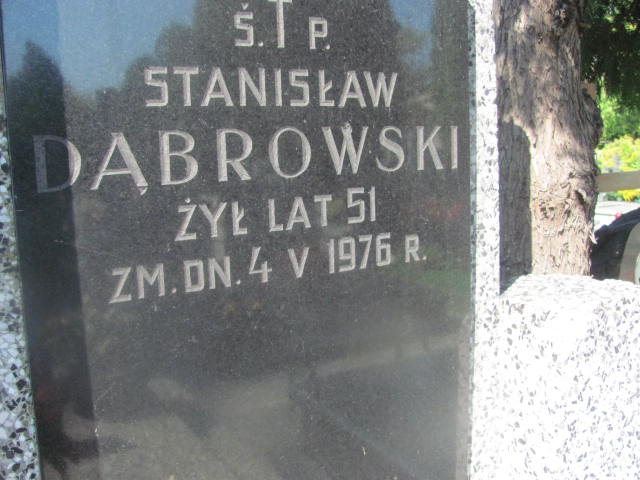 Ś.†P.
STANISŁAW
DĄBROWSKI
ŻYŁ LAT 51
ZM. DN. 4 V 1976 R.